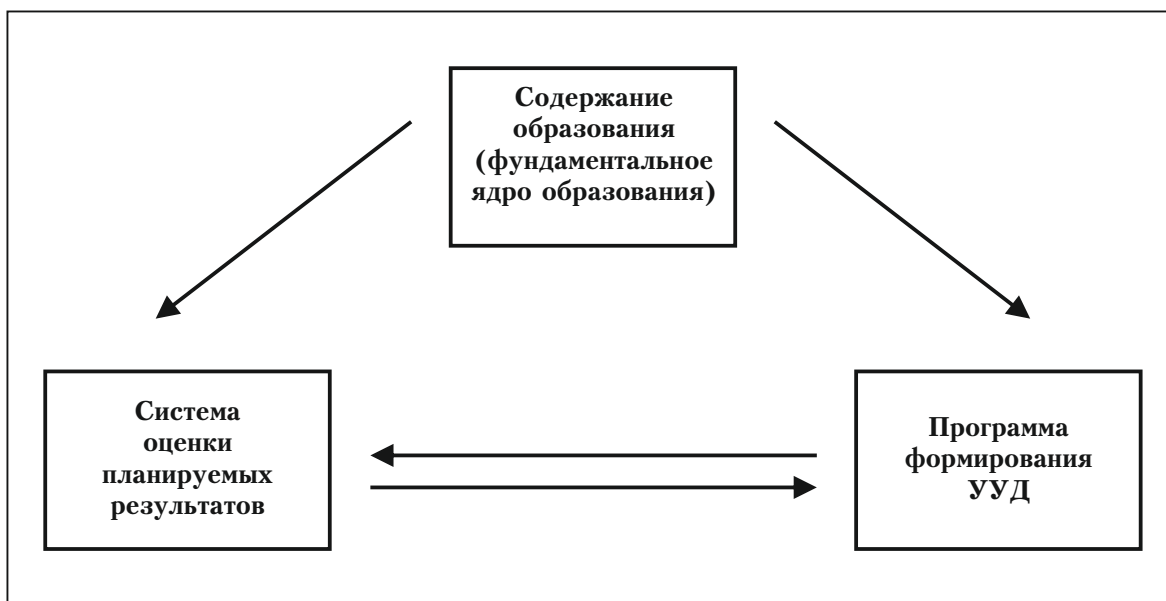 Содержание
образования
(фундаментальное
ядро образования)
Система
оценки
планируемых
результатов
Программа
формирования
УУД